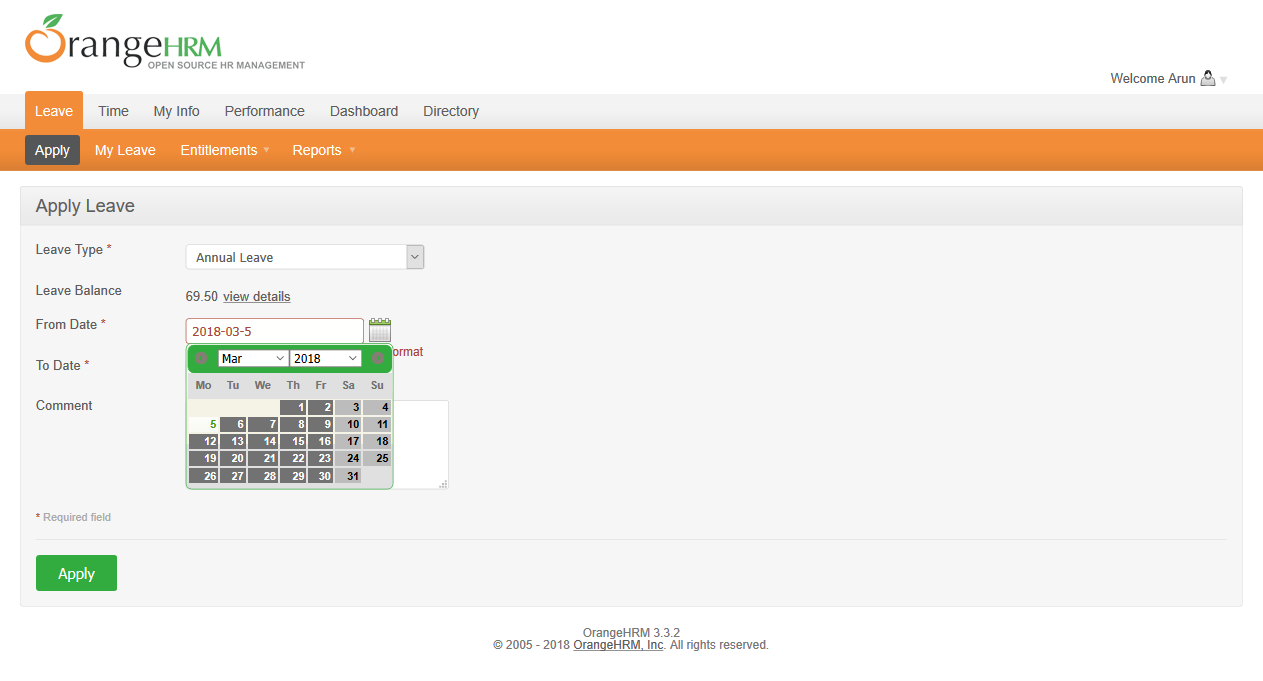 OrangeHRM
OPEN SOURCE HR MANAGEMENT
Welcome Arun
Leave Time My Info Performance Dashboard Directory
Apply My Leave Entitlements Reports
Apply Leave
Leave Type *
Annual Leave
Leave Balance
69.50 view details
From Date *
2018-03-5
ormat
To Date *
Mar 2018
Mo Tu We Th Fr Sa Su
1 2 3 4
5 6 7 8 9 10 11
12 13 14 15 16 17 18
19 20 21 22 23 24 25
26 27 28 29 30 31
Comment
* Required field
Apply
OrangeHRM 3.3.2
© 2005 - 2018 OrangeHRM, Inc. All rights reserved.